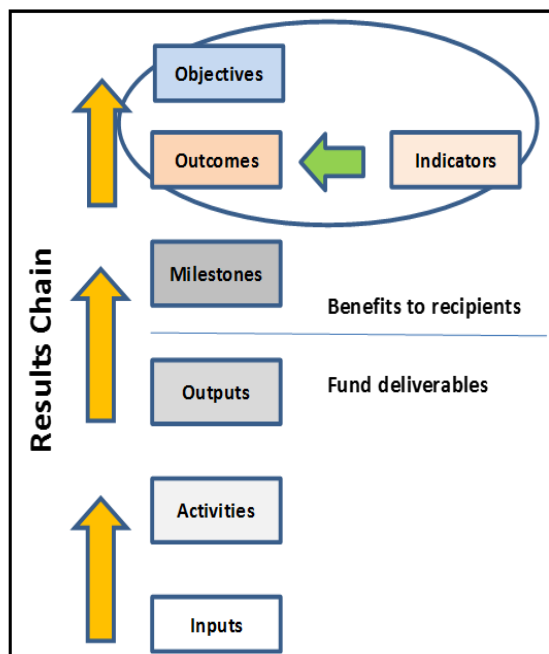 Objectives
Outcomes
Indicators
Milestones
Benefits to recipients
Outputs
Fund deliverables
Activities
Inputs
Results Chain